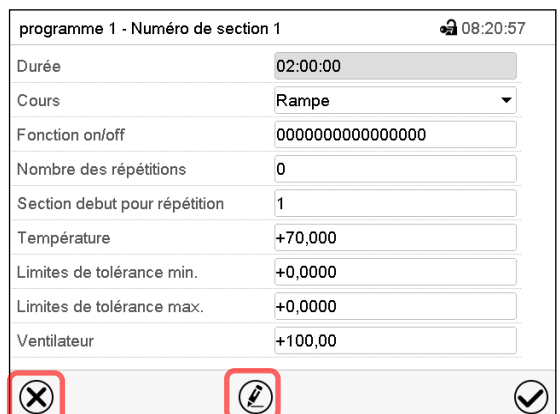 programme 1 - Numéro de section 1 08:20:57
Durée 02:00:00
Cours Rampe
Fonction on/off 0000000000000000
Nombre des répétitions 0
Section debut pour répétition 1
Température +70,000
Limites de tolérance min. +0,0000
Limites de tolérance max. +0,0000
Ventilateur +100,00